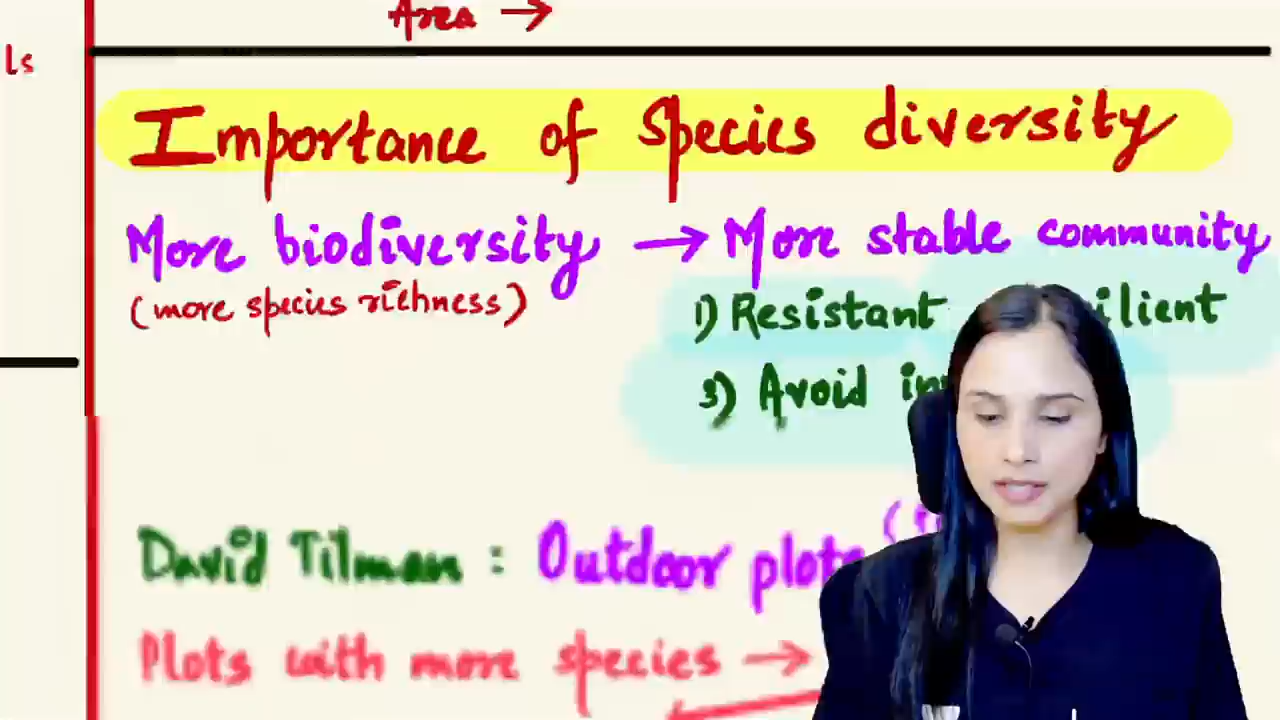 Area →
ls
Importance of Species diversity
More biodiversity → More stable community
(more species richness)
1) Resistant
3) Avoid
David Tilman : Outdoor plots
Plots with more species →